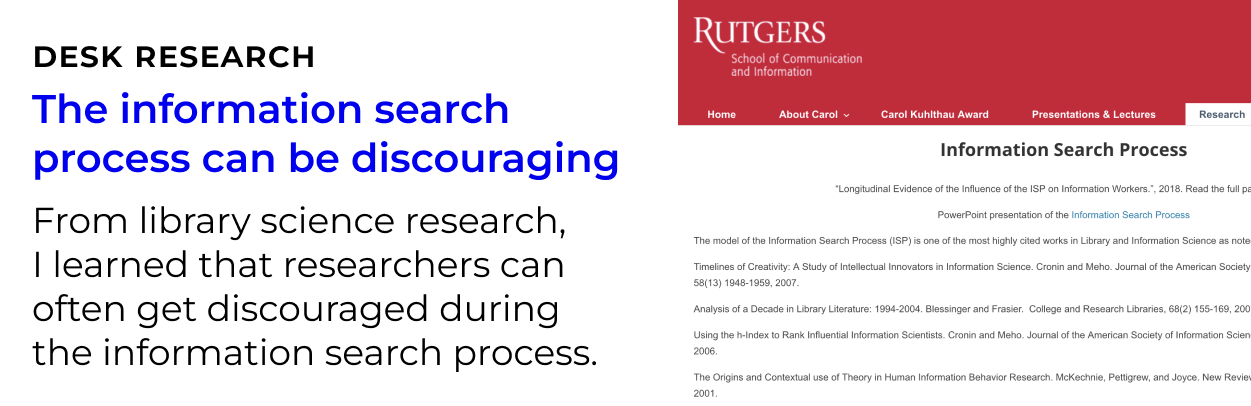 DESK RESEARCH
The information search
process can be discouraging
From library science research,
I learned that researchers can
often get discouraged during
the information search process.
RUTGERS
School of Communication
and Information
Home About Carol Carol Kuhlthau Award Presentations & Lectures Research
Information Search Process
"Longitudinal Evidence of the Influence of the ISP on Information Workers.", 2018. Read the full
PowerPoint presentation of the Information Search Process
The model of the Information Search Process (ISP) is one of the most highly cited works in Library and Information Science as
Timelines of Creativity: A Study of Intellectual Innovators in Information Science. Cronin and Meho. Journal of the American Society
58(13) 1948-1959, 2007.
Analysis of a Decade in Library Literature: 1994-2004. Blessinger and Frasier. College and Research Libraries, 68(2) 155-169,
Using the h-Index to Rank Influential Information Scientists. Cronin and Meho. Journal of the American Society of Information
2006.
The Origins and Contextual use of Theory in Human Information Behavior Research. McKechnie, Pettigrew, and Joyce. New
2001.